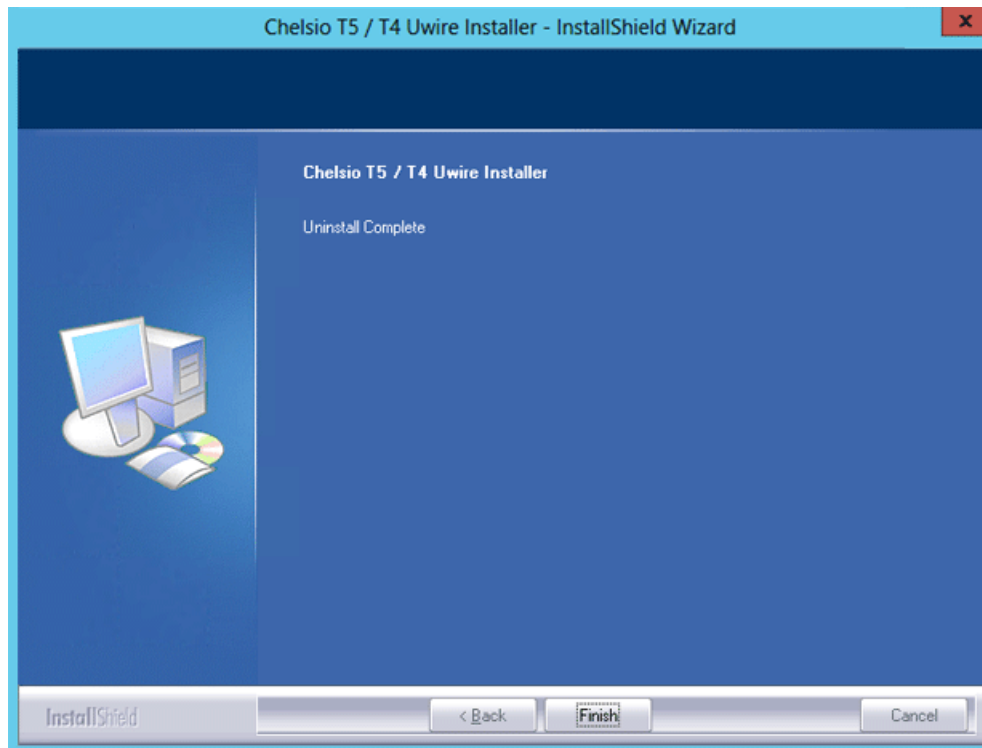 Chelsio T5 / T4 Uwire Installer - InstallShield Wizard
x
Chelsio T5 / T4 Uwire Installer
Uninstall Complete
InstallShield
< Back
Finish
Cancel